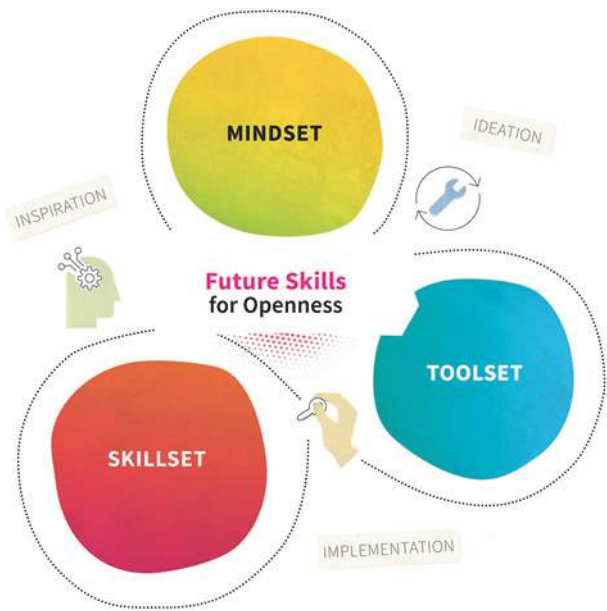 MINDSET
IDEATION
INSPIRATION
Future Skills
for Openness
TOOLSET
SKILLSET
IMPLEMENTATION